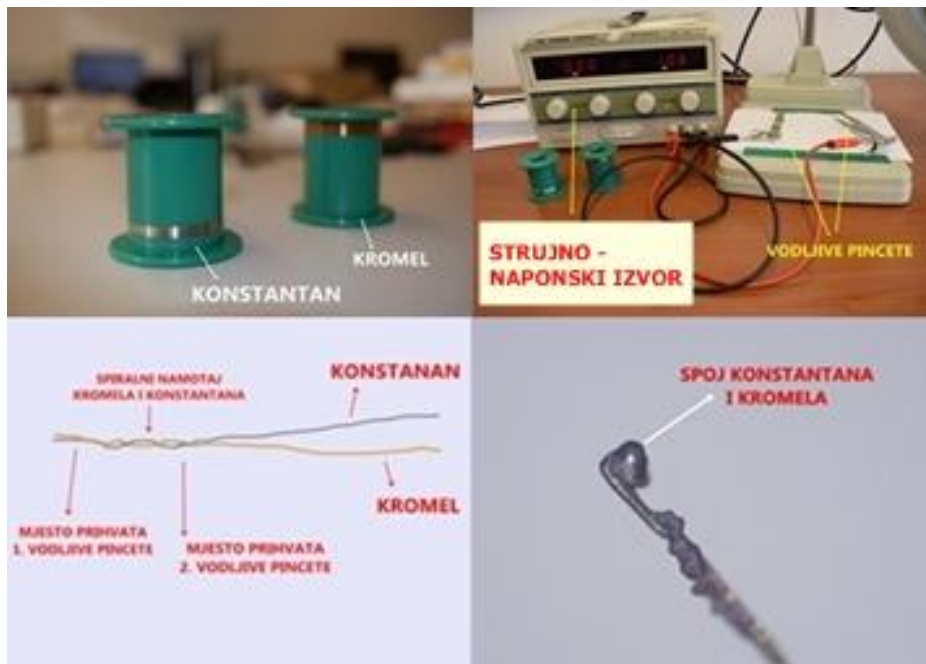 KROMEL
KONSTANTAN
STRUJNO -
NAPONSKI IZVOR
VODLJIVE PINCETE
SPIRALNI NAMOTAJ
KROMELA I KONSTANTANA
KONSTANAN
KROMEL
MJESTO PRIHVATA
1. VODLJIVE PINCETE
MJESTO PRIHVATA
2. VODLJIVE PINCETE
SPOJ KONSTANTANA
I KROMELA